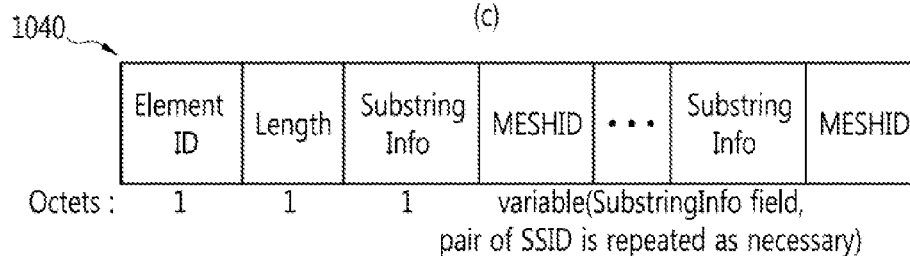 (c)
1040
Element ID
Length
Substring Info
MESHID
• • •
Substring Info
MESHID
Octets : 1 1 1 variable(SubstringInfo field,
pair of SSID is repeated as necessary)